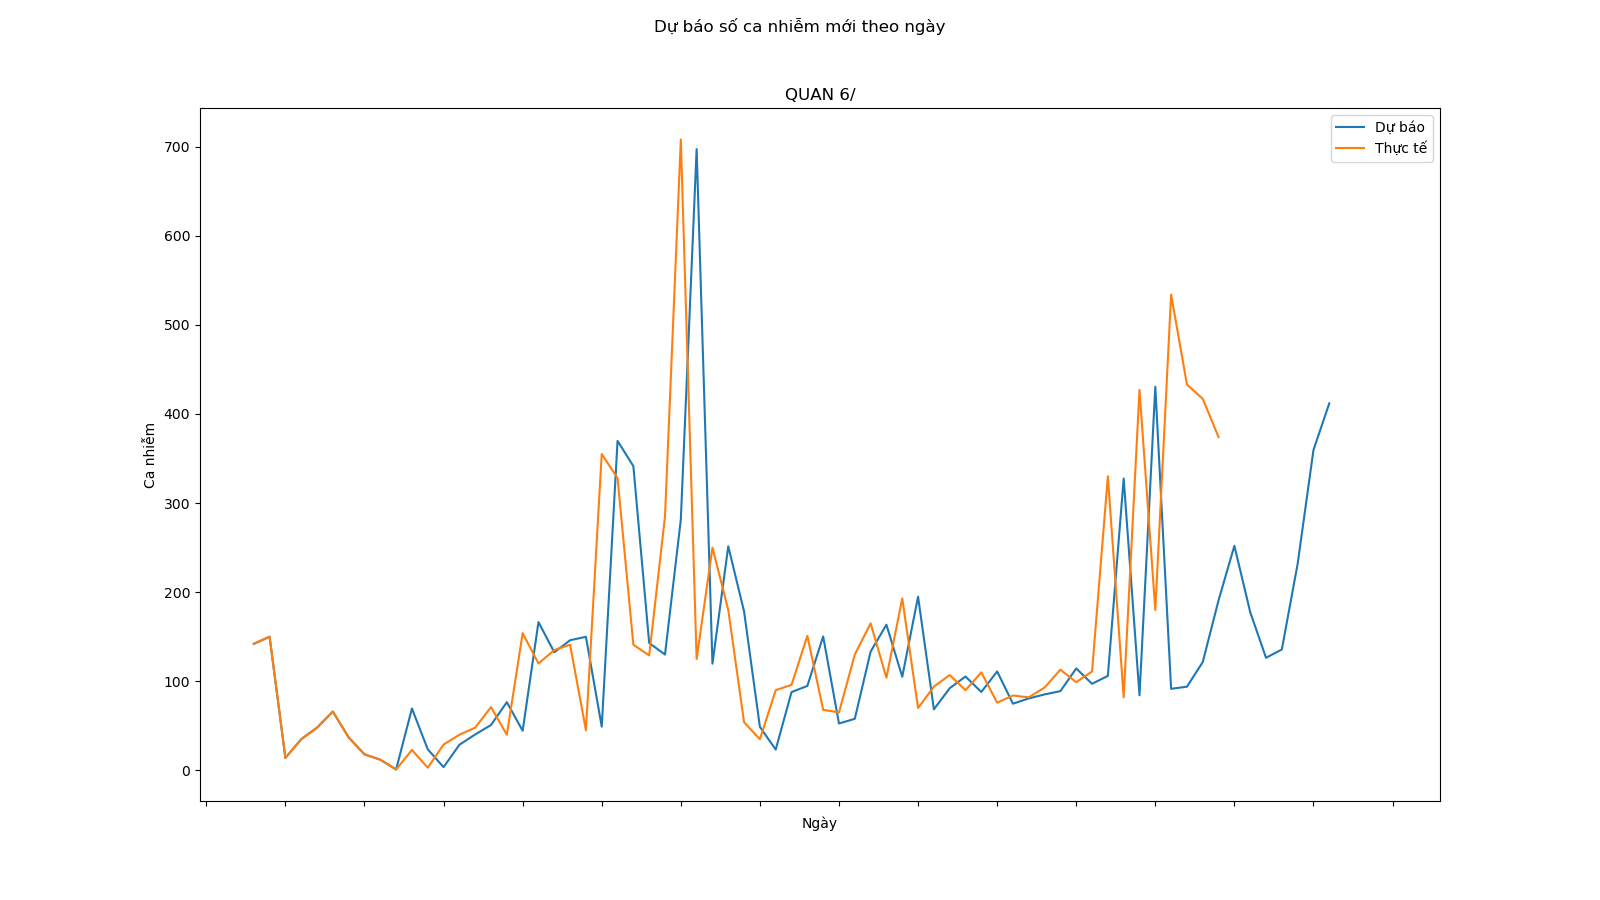 Dự báo số ca nhiễm mới theo ngày
QUAN 6/
Dự báo
Thực tế
700
600
500
400
300
200
100
0
Ca nhiễm
Ngày